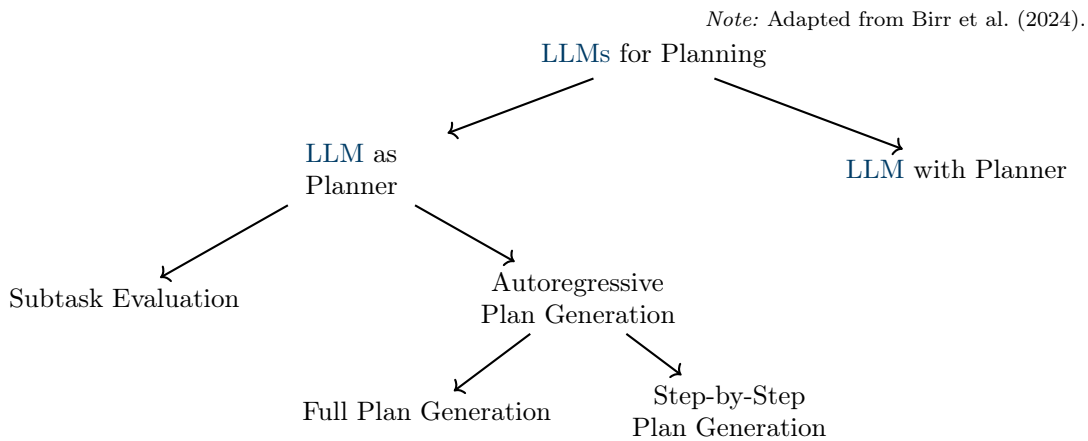 Note: Adapted from Birr et al. (2024).
LLMs for Planning
LLM as
Planner
LLM with Planner
Subtask Evaluation
Autoregressive
Plan Generation
Full Plan Generation
Step-by-Step
Plan Generation